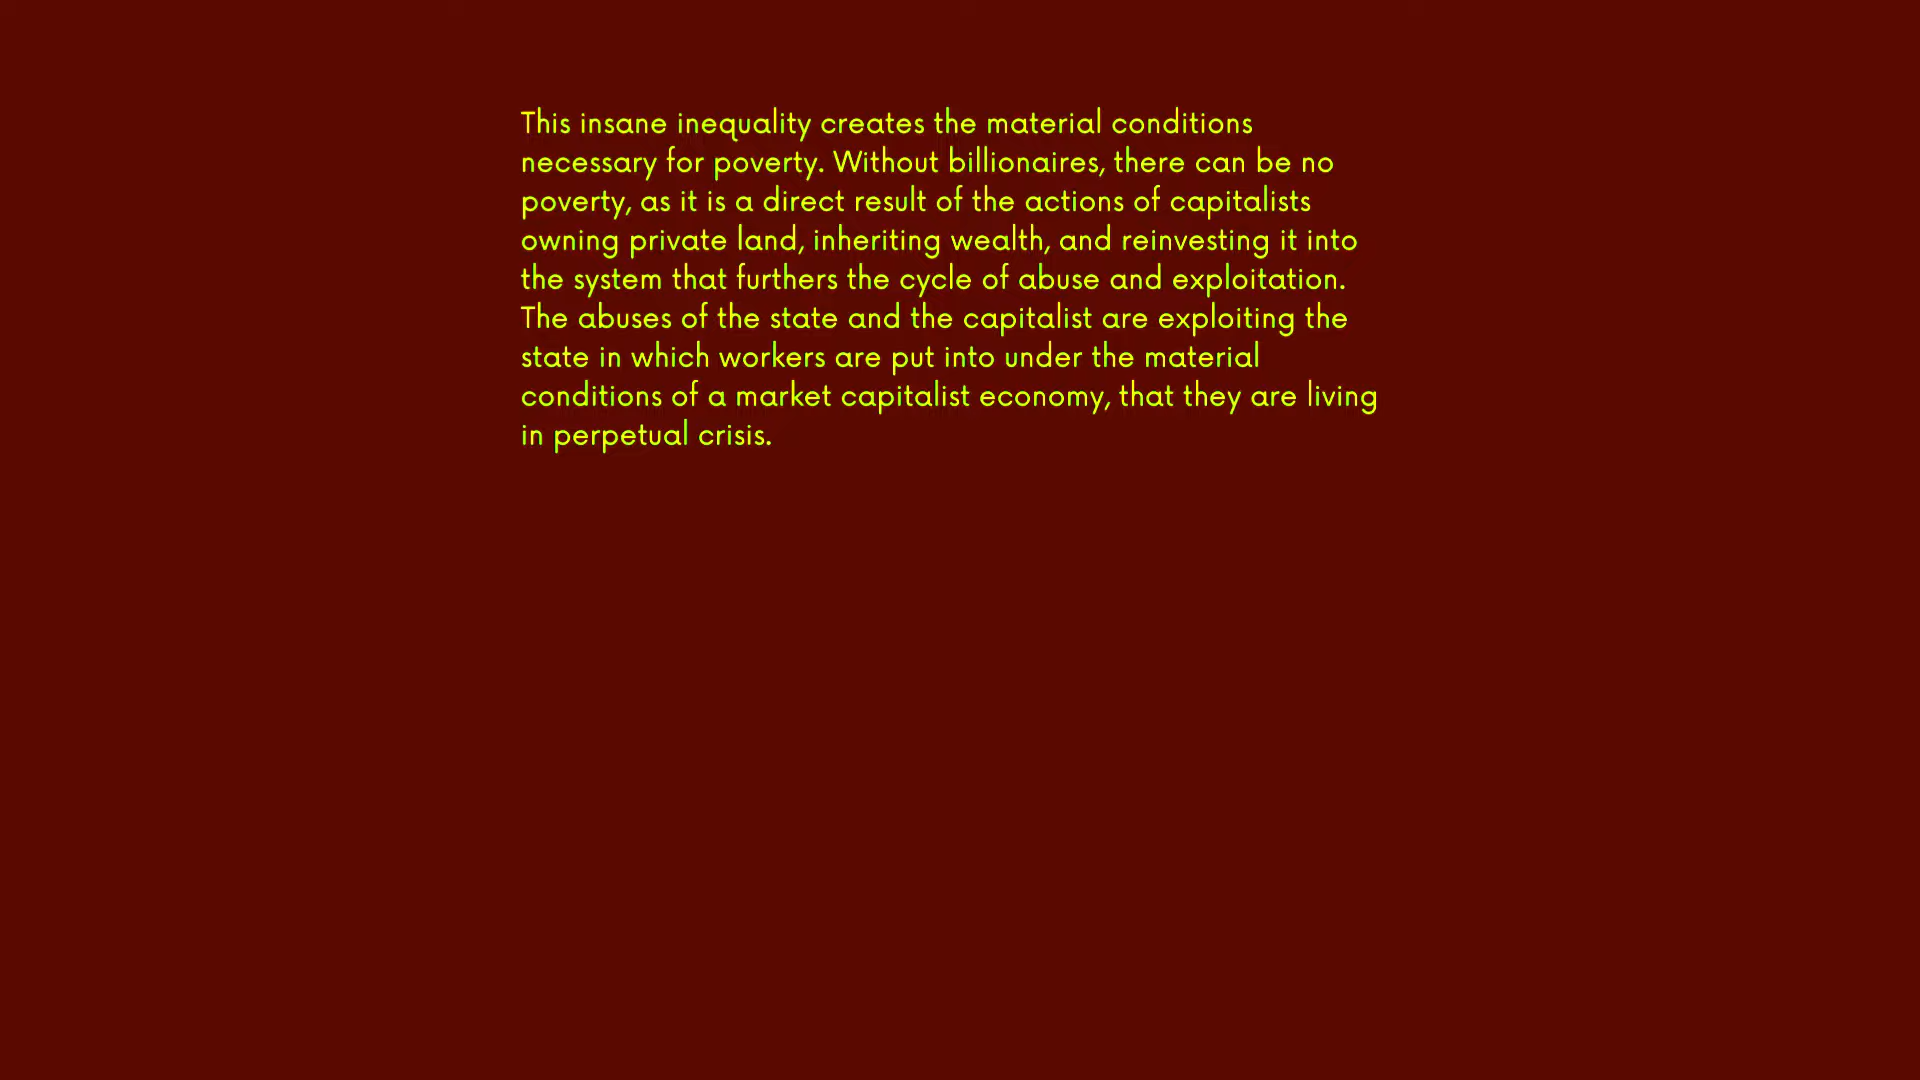 This insane inequality creates the material conditions
necessary for poverty. Without billionaires, there can be no
poverty, as it is a direct result of the actions of capitalists
owning private land, inheriting wealth, and reinvesting it into
the system that furthers the cycle of abuse and exploitation.
The abuses of the state and the capitalist are exploiting the
state in which workers are put into under the material
conditions of a market capitalist economy, that they are living
in perpetual crisis.